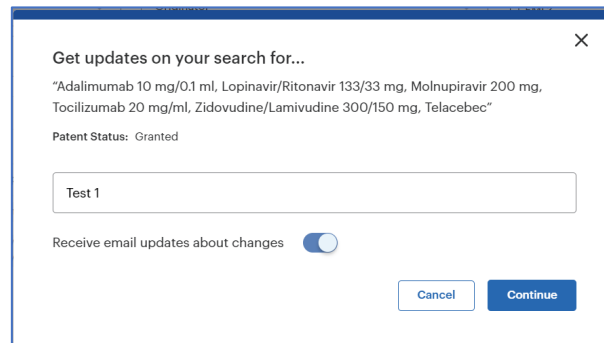 Get updates on your search for...
“Adalimumab 10 mg/0.1 ml, Lopinavir/Ritonavir 133/33 mg, Molnupiravir 200 mg,
Tocilizumab 20 mg/ml, Zidovudine/Lamivudine 300/150 mg, Telacebec”
Patent Status: Granted
Test 1
Receive email updates about changes
Cancel Continue